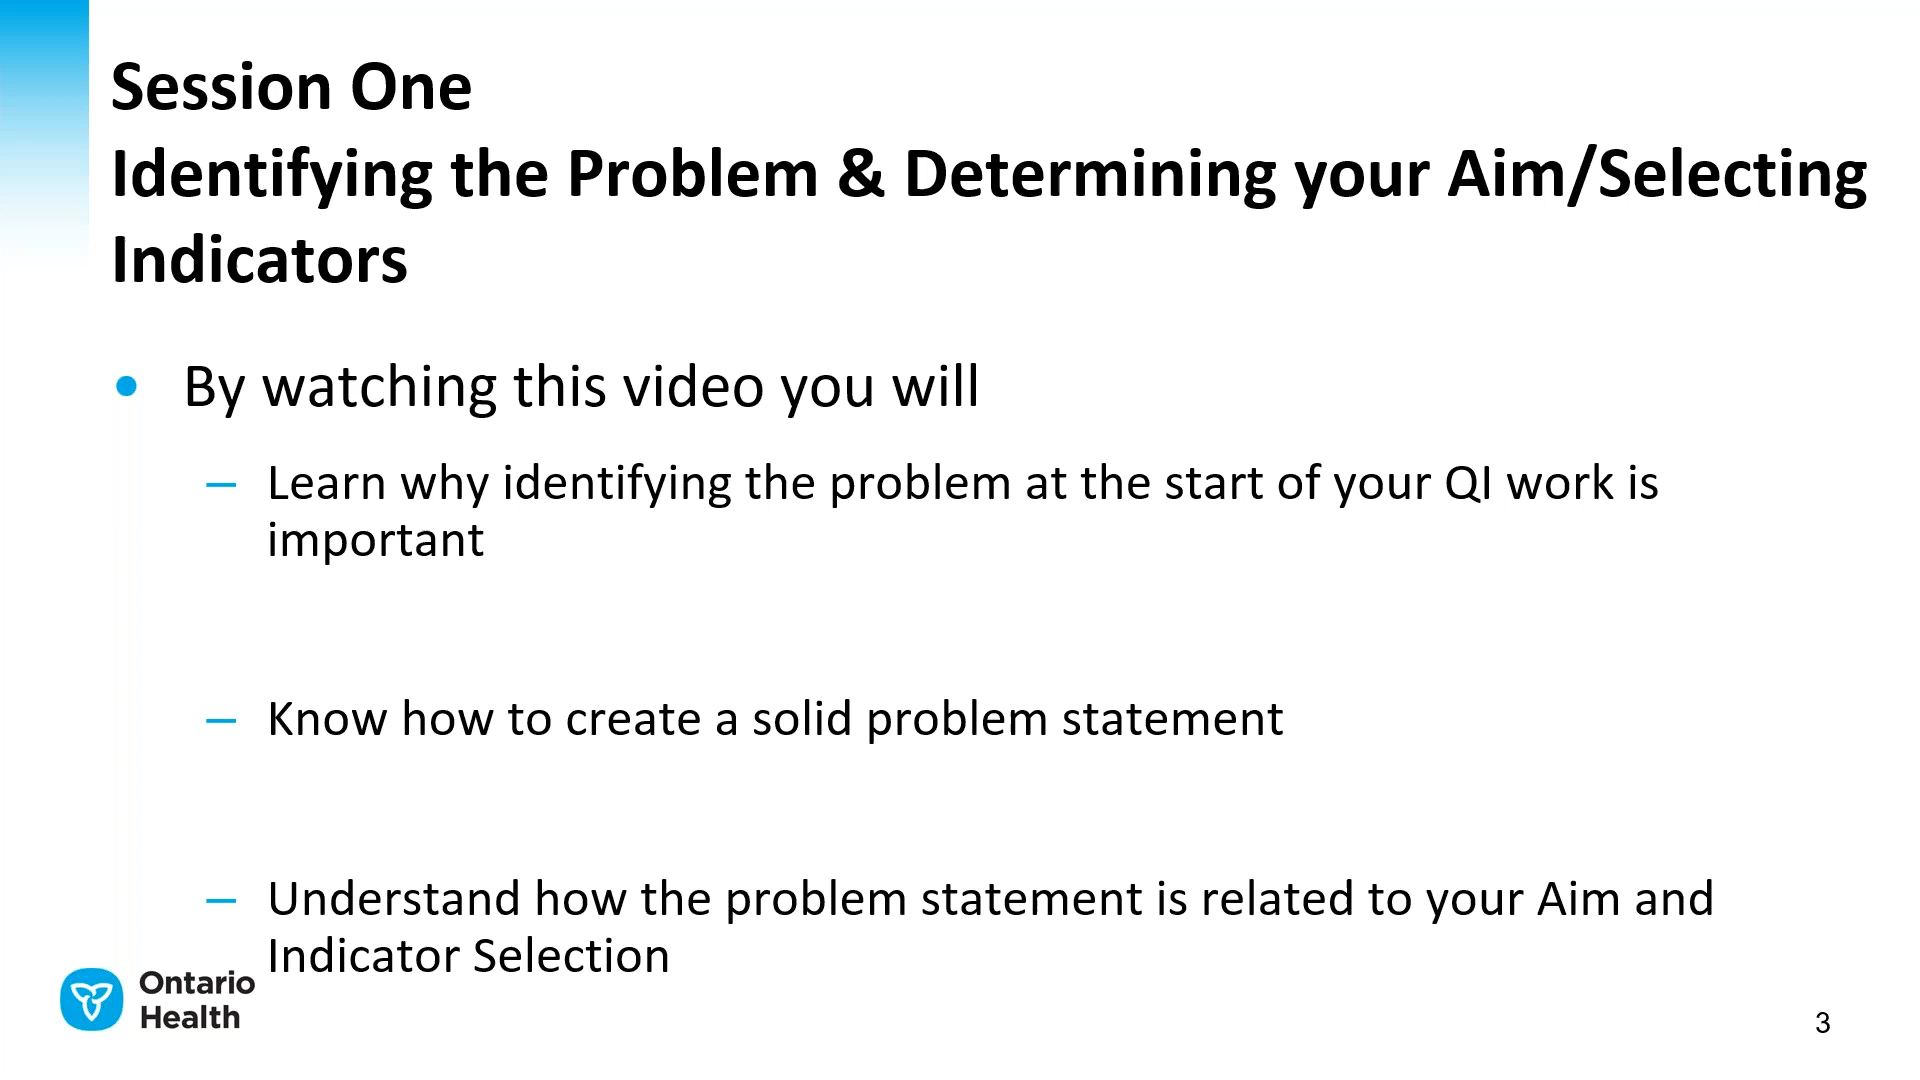 Session One
Identifying the Problem & Determining your Aim/Selecting
Indicators
• By watching this video you will
– Learn why identifying the problem at the start of your QI work is
important
– Know how to create a solid problem statement
– Understand how the problem statement is related to your Aim and
Indicator Selection
Ontario
Health
3